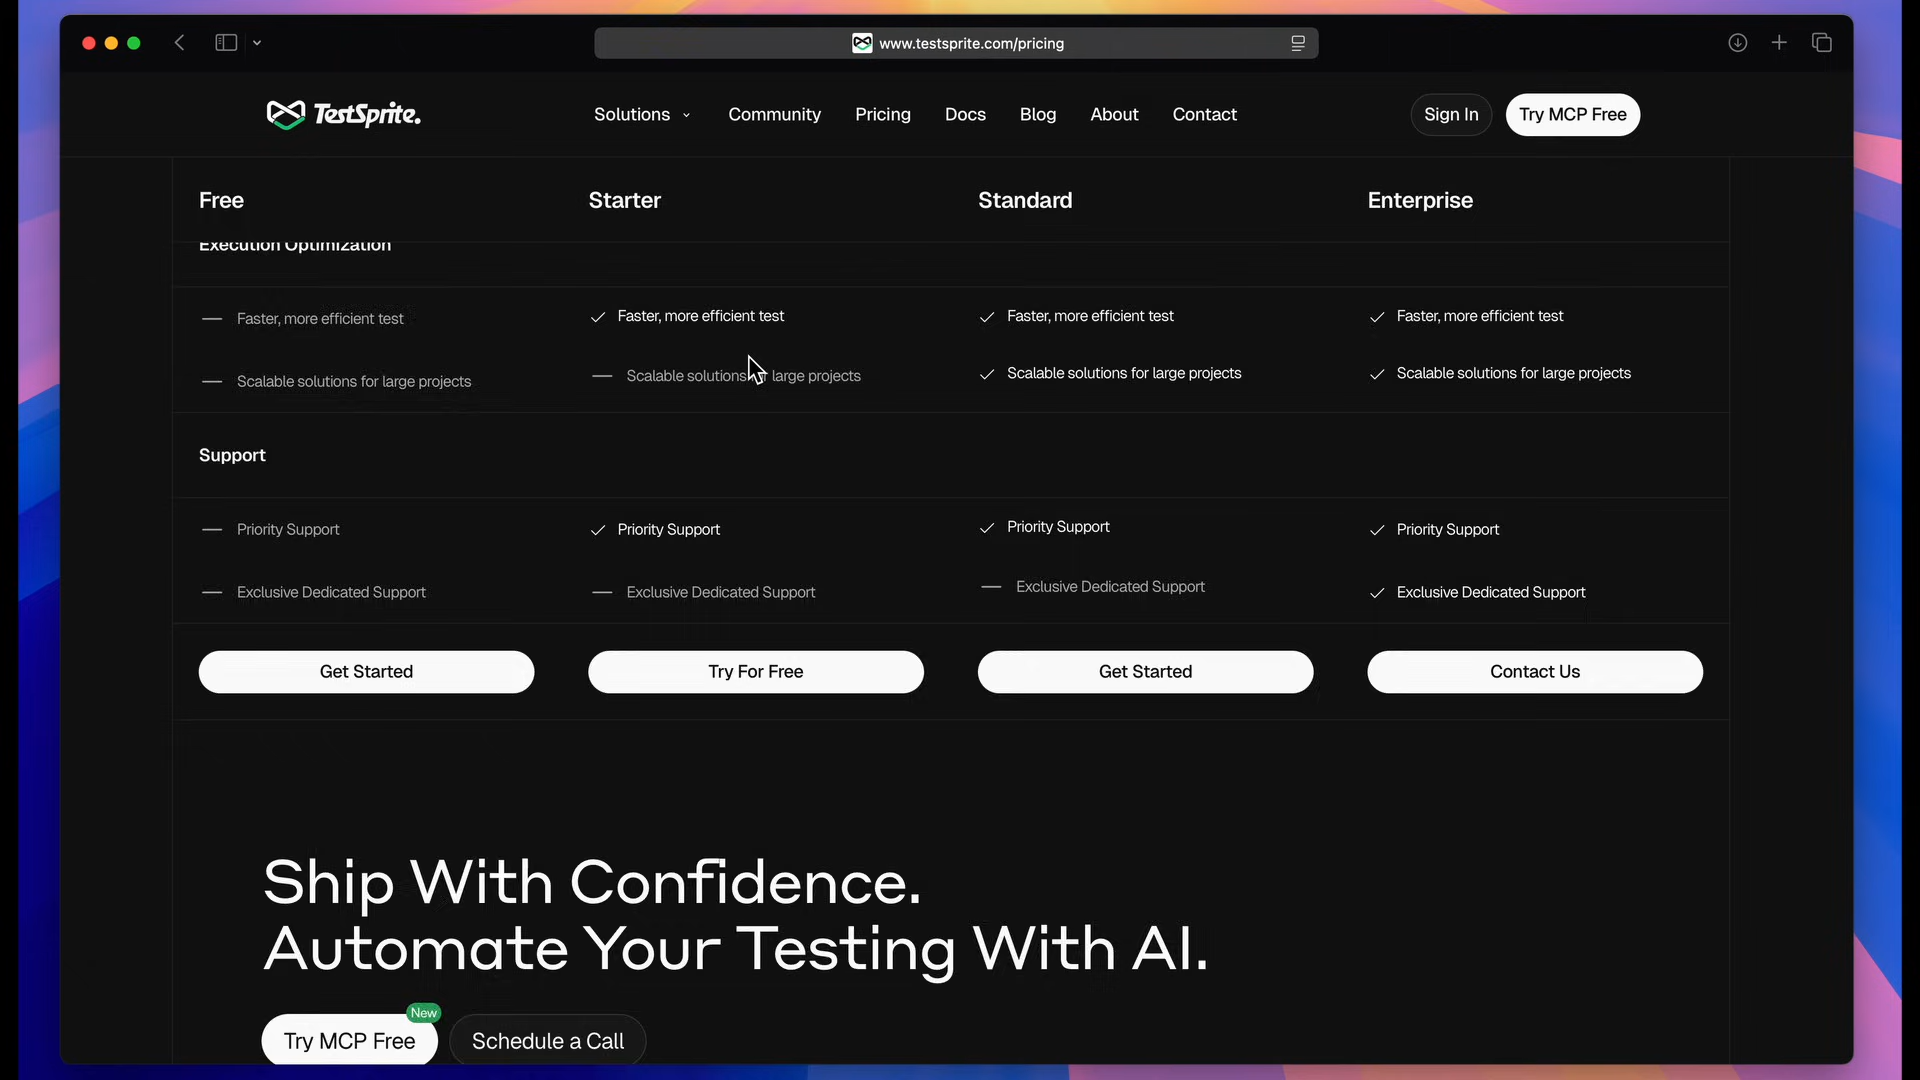 www.testsprite.com/pricing
TestSprite.
Solutions
Community
Pricing
Docs
Blog
About
Contact
Sign In
Try MCP Free
Free
Starter
Standard
Enterprise
Execution Optimization
Faster, more efficient test
Faster, more efficient test
Faster, more efficient test
Faster, more efficient test
Scalable solutions for large projects
Scalable solutions for large projects
Scalable solutions for large projects
Scalable solutions for large projects
Support
Priority Support
Priority Support
Priority Support
Priority Support
Exclusive Dedicated Support
Exclusive Dedicated Support
Exclusive Dedicated Support
Exclusive Dedicated Support
Get Started
Try For Free
Get Started
Contact Us
Ship With Confidence.
Automate Your Testing With AI.
New
Try MCP Free
Schedule a Call